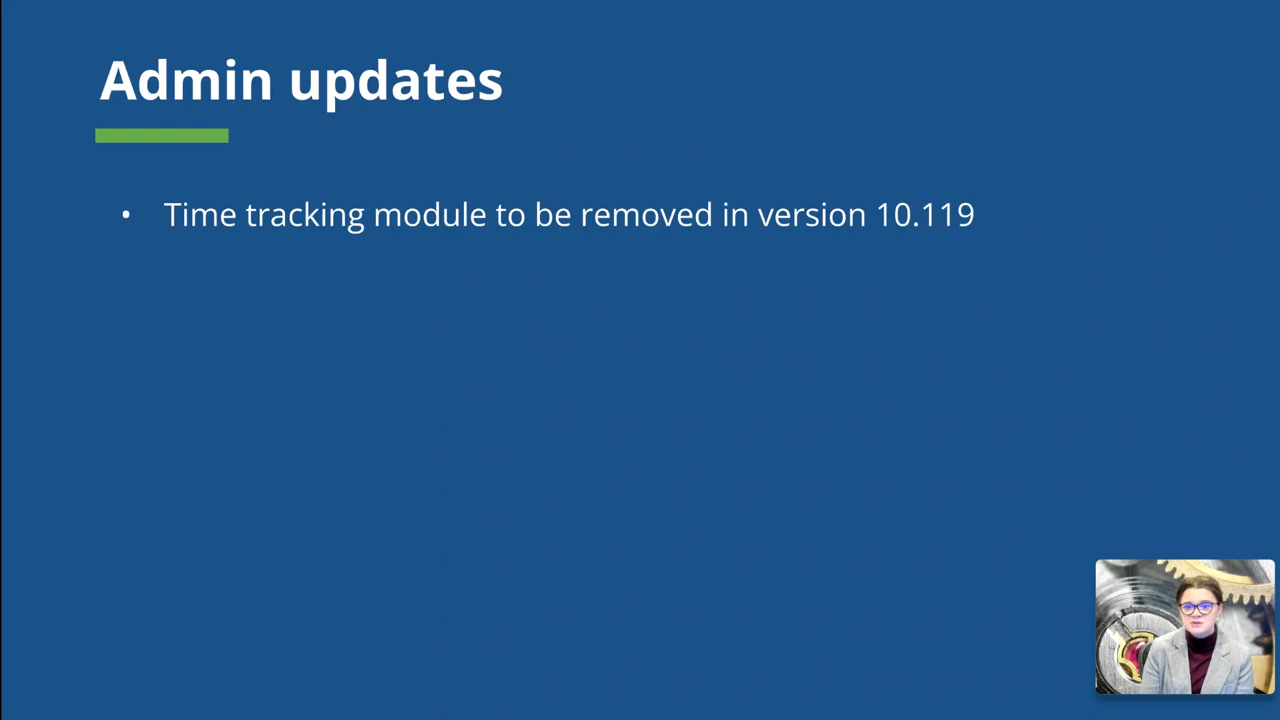 Admin updates
• Time tracking module to be removed in version 10.119